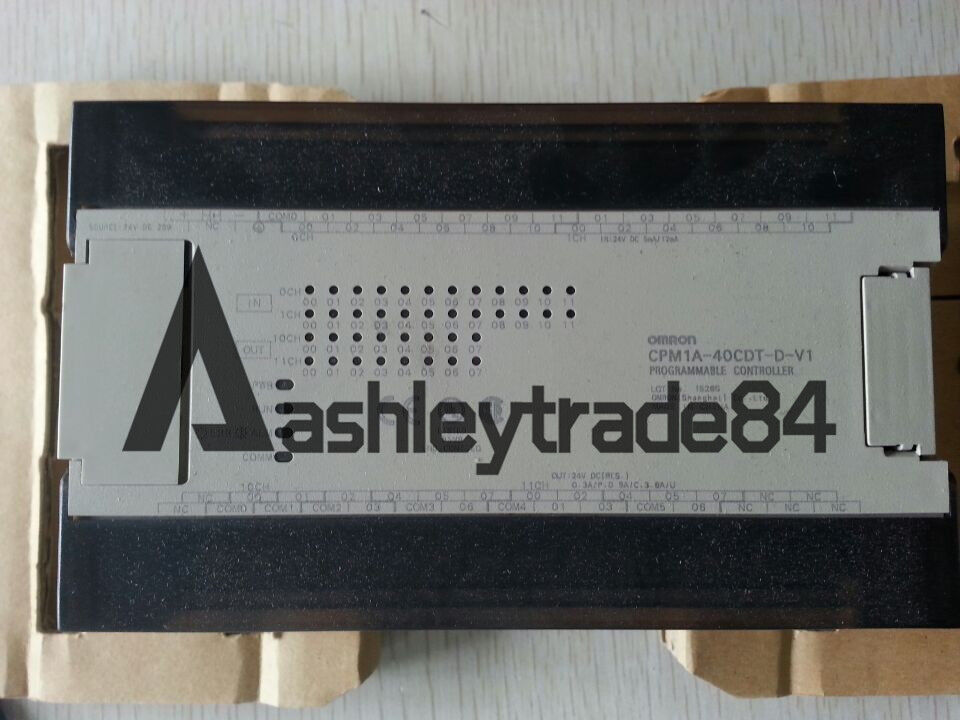 + −
COM0 01 03 05 07 09 11 01 03 05 07 09 11
NC 00 02 04 06 08 10 00 02 04 06 08 10
0CH 1CH IN:24V DC 5mA/12mA
0CH
IN 00 01 02 03 04 05 06 07 08 09 10 11
1CH
00 01 02 03 04 05 06 07 08 09 10 11
10CH
OUT 00 01 02 03 04 05 06 07
11CH
00 01 02 03 04 05 06 07
COMM
omron
CPM1A-40CDT-D-V1
PROGRAMMABLE CONTROLLER
Aashleytrade84
OUT:24V DC(RES.)
10CH 11CH
NC 00 01 02 04 05 07 00 02 04 05 07 NC NC
NC COM0 COM1 COM2 03 COM3 06 COM4 01 03 COM5 06 NC NC NC